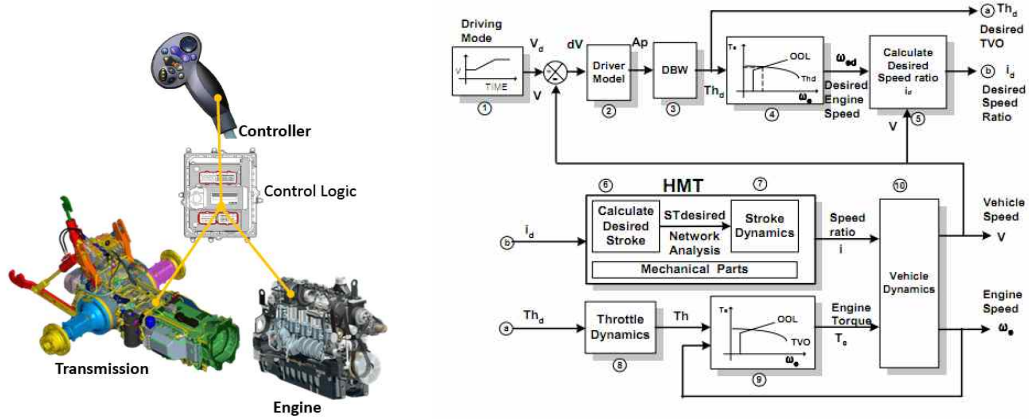 Controller
Control Logic
Transmission
Engine
Driving
Mode
V
TIME
1
Vd
V
dV
Driver
Model
2
Ap
DBW
3
Thd
Te
OOL
Thd
ωe
4
ωed
Desired
Engine
Speed
Calculate
Desired
Speed ratio
id
5
V
a Thd
Desired
TVO
b id
Desired
Speed
Ratio
6
HMT
7
10
b
id
Calculate
Desired
Stroke
STdesired
Network
Analysis
Stroke
Dynamics
Mechanical Parts
Speed
ratio
i
Vehicle
Dynamics
Vehicle
Speed
V
a
Thd
Throttle
Dynamics
8
Th
Te
OOL
TVO
ωe
9
Engine
Torque
Te
Engine
Speed
ωe